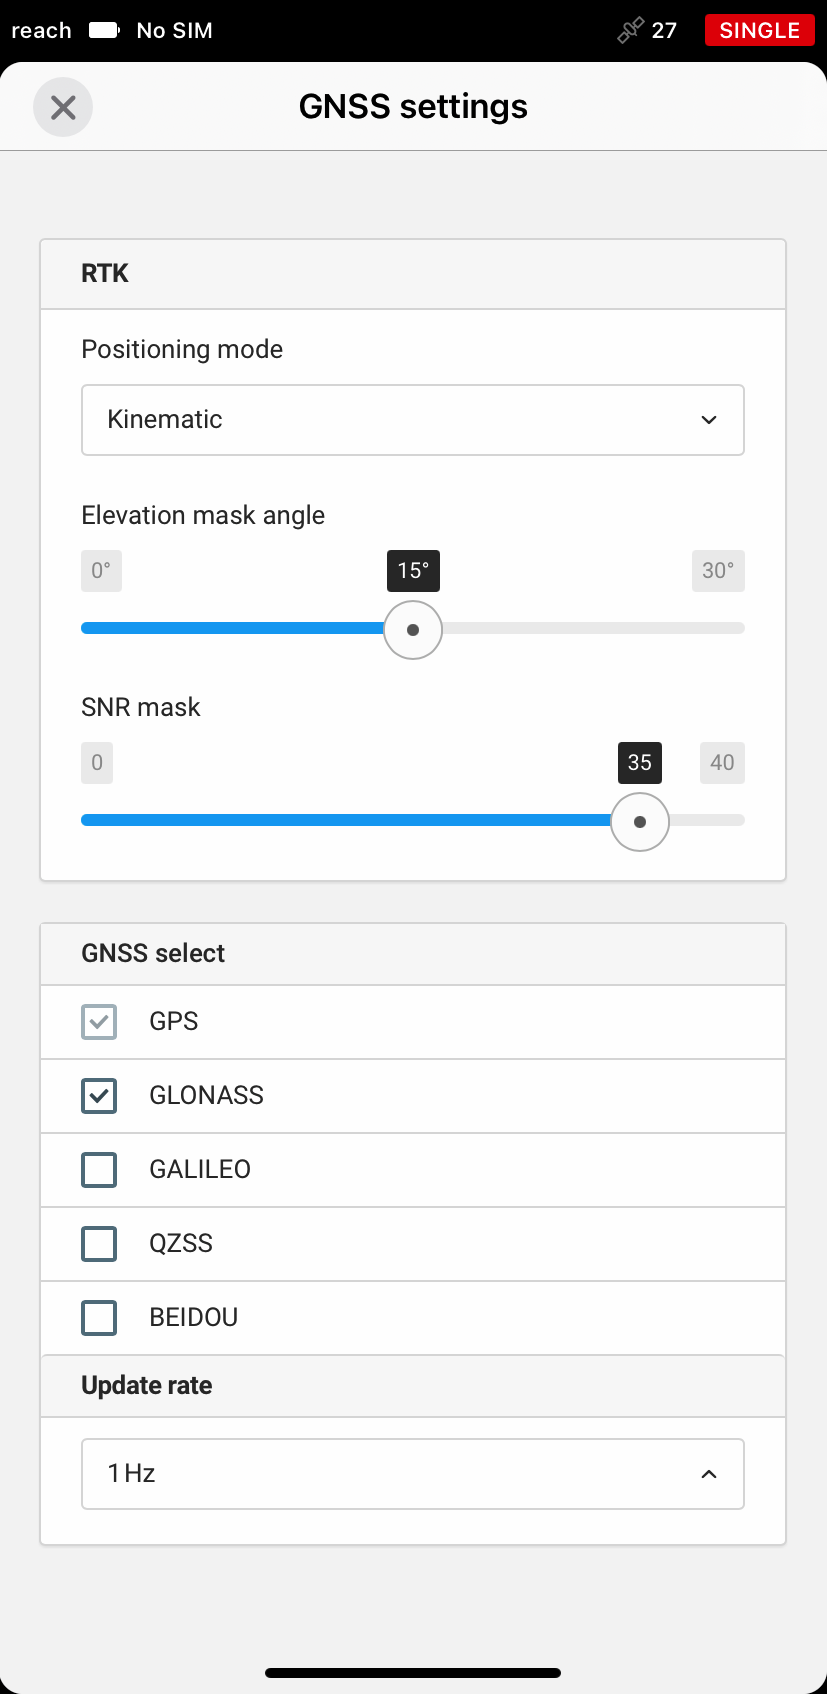 reach No SIM 27 SINGLE
GNSS settings
RTK
Positioning mode
Kinematic
Elevation mask angle
0° 15° 30°
SNR mask
0 35 40
GNSS select
GPS
GLONASS
GALILEO
QZSS
BEIDOU
Update rate
1 Hz